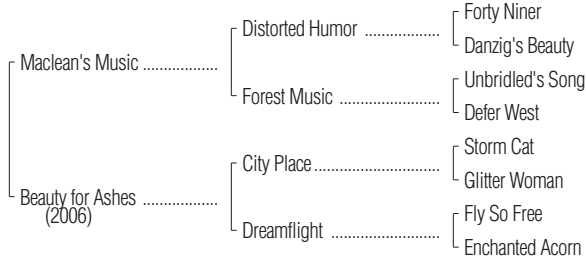 Forty Niner
Distorted Humor ..................
Danzig's Beauty
Maclean's Music ..................
Unbridled's Song
Forest Music ........................
Defer West
Storm Cat
City Place..............................
Glitter Woman
Beauty for Ashes ..................
(2006)
Fly So Free
Dreamflight ..........................
Enchanted Acorn